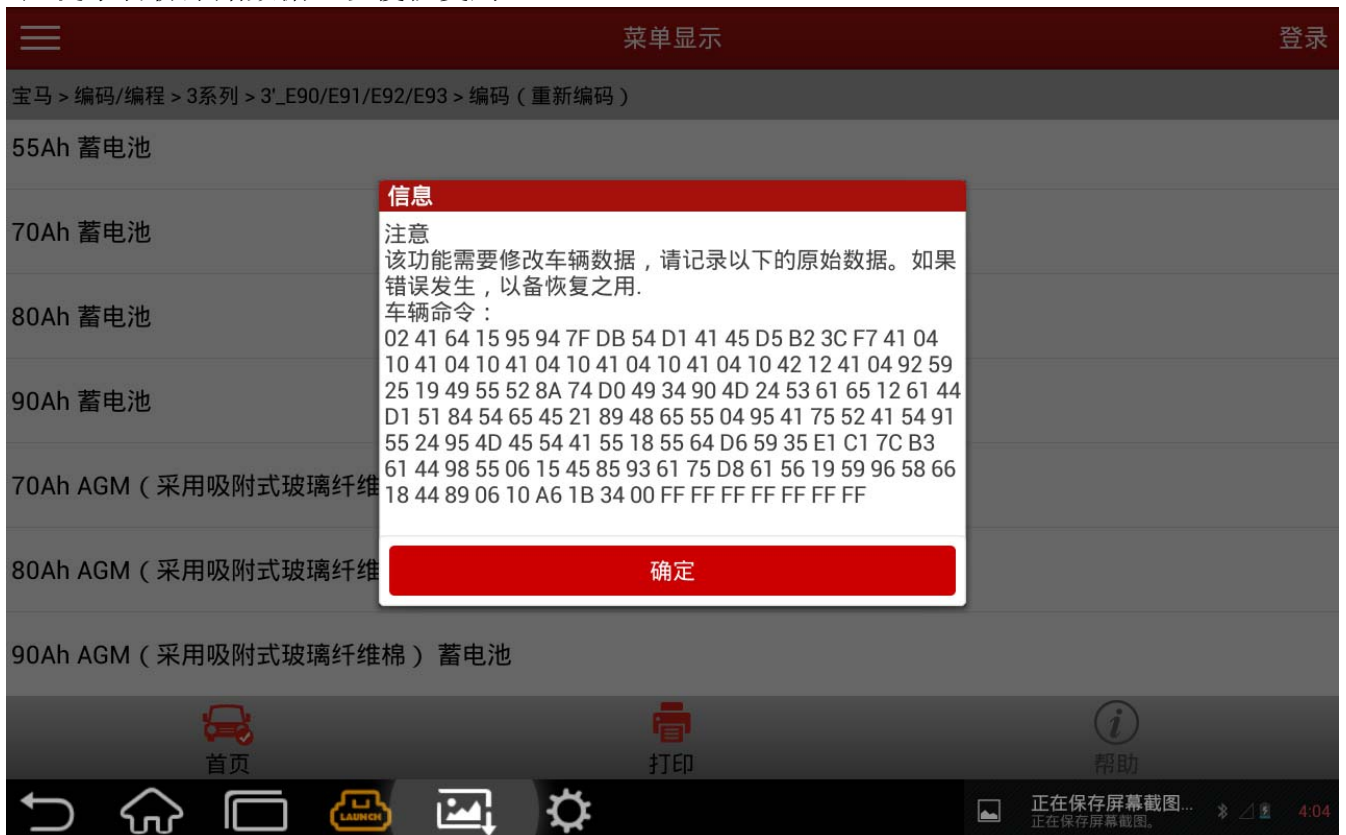 菜单显示
登录
宝马 > 编码/编程 > 3系列 > 3'_E90/E91/E92/E93 > 编码（重新编码）
55Ah 蓄电池
70Ah 蓄电池
80Ah 蓄电池
90Ah 蓄电池
70Ah AGM（采用吸附式玻璃纤维
80Ah AGM（采用吸附式玻璃纤维
90Ah AGM（采用吸附式玻璃纤维棉） 蓄电池
信息
注意
该功能需要修改车辆数据，请记录以下的原始数据。如果
错误发生，以备恢复之用.
车辆命令：
02 41 64 15 95 94 7F DB 54 D1 41 45 D5 B2 3C F7 41 04
10 41 04 10 41 04 10 41 04 10 41 04 10 42 12 41 04 92 59
25 19 49 55 52 8A 74 D0 49 34 90 4D 24 53 61 65 12 61 44
D1 51 84 54 65 45 21 89 48 65 55 04 95 41 75 52 41 54 91
55 24 95 4D 45 54 41 55 18 55 64 D6 59 35 E1 C1 7C B3
61 44 98 55 06 15 45 85 93 61 75 D8 61 56 19 59 96 58 66
18 44 89 06 10 A6 1B 34 00 FF FF FF FF FF FF FF
确定
首页
打印
帮助
LAUNCH
正在保存屏幕截图...
正在保存屏幕截图。
4:04